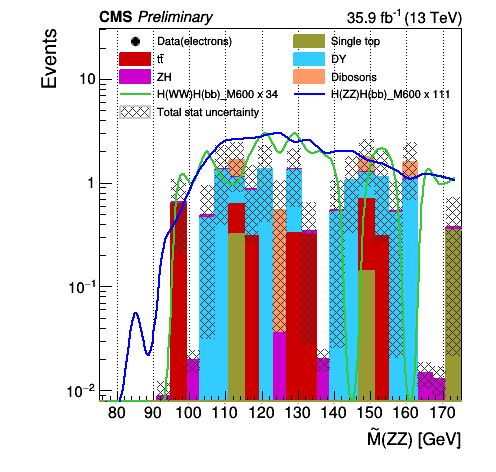 CMS Preliminary 35.9 fb⁻¹ (13 TeV)
Events
Data(electrons) Single top
tt̄ DY
ZH Dibosons
H(WW)H(bb)_M600 x 34 H(ZZ)H(bb)_M600 x 111
Total stat uncertainty
10
1
10⁻¹
10⁻²
80 90 100 110 120 130 140 150 160 170
M̃(ZZ) [GeV]